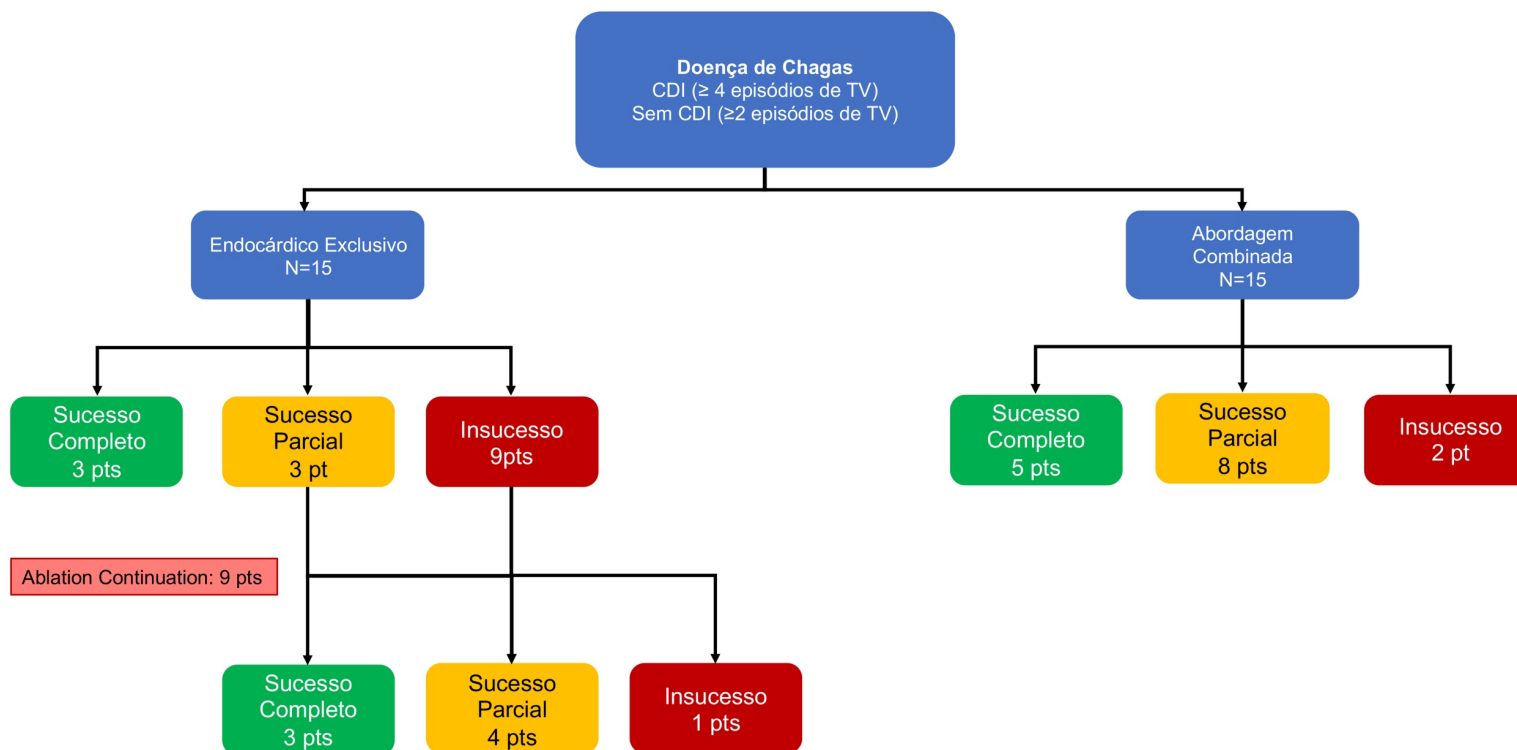 Doença de Chagas
CDI (≥ 4 episódios de TV)
Sem CDI (≥2 episódios de TV)
Endocárdico Exclusivo
N=15
Abordagem
Combinada
N=15
Sucesso
Completo
3 pts
Sucesso
Parcial
3 pt
Insucesso
9pts
Sucesso
Completo
5 pts
Sucesso
Parcial
8 pts
Insucesso
2 pt
Ablation Continuation: 9 pts
Sucesso
Completo
3 pts
Sucesso
Parcial
4 pts
Insucesso
1 pts